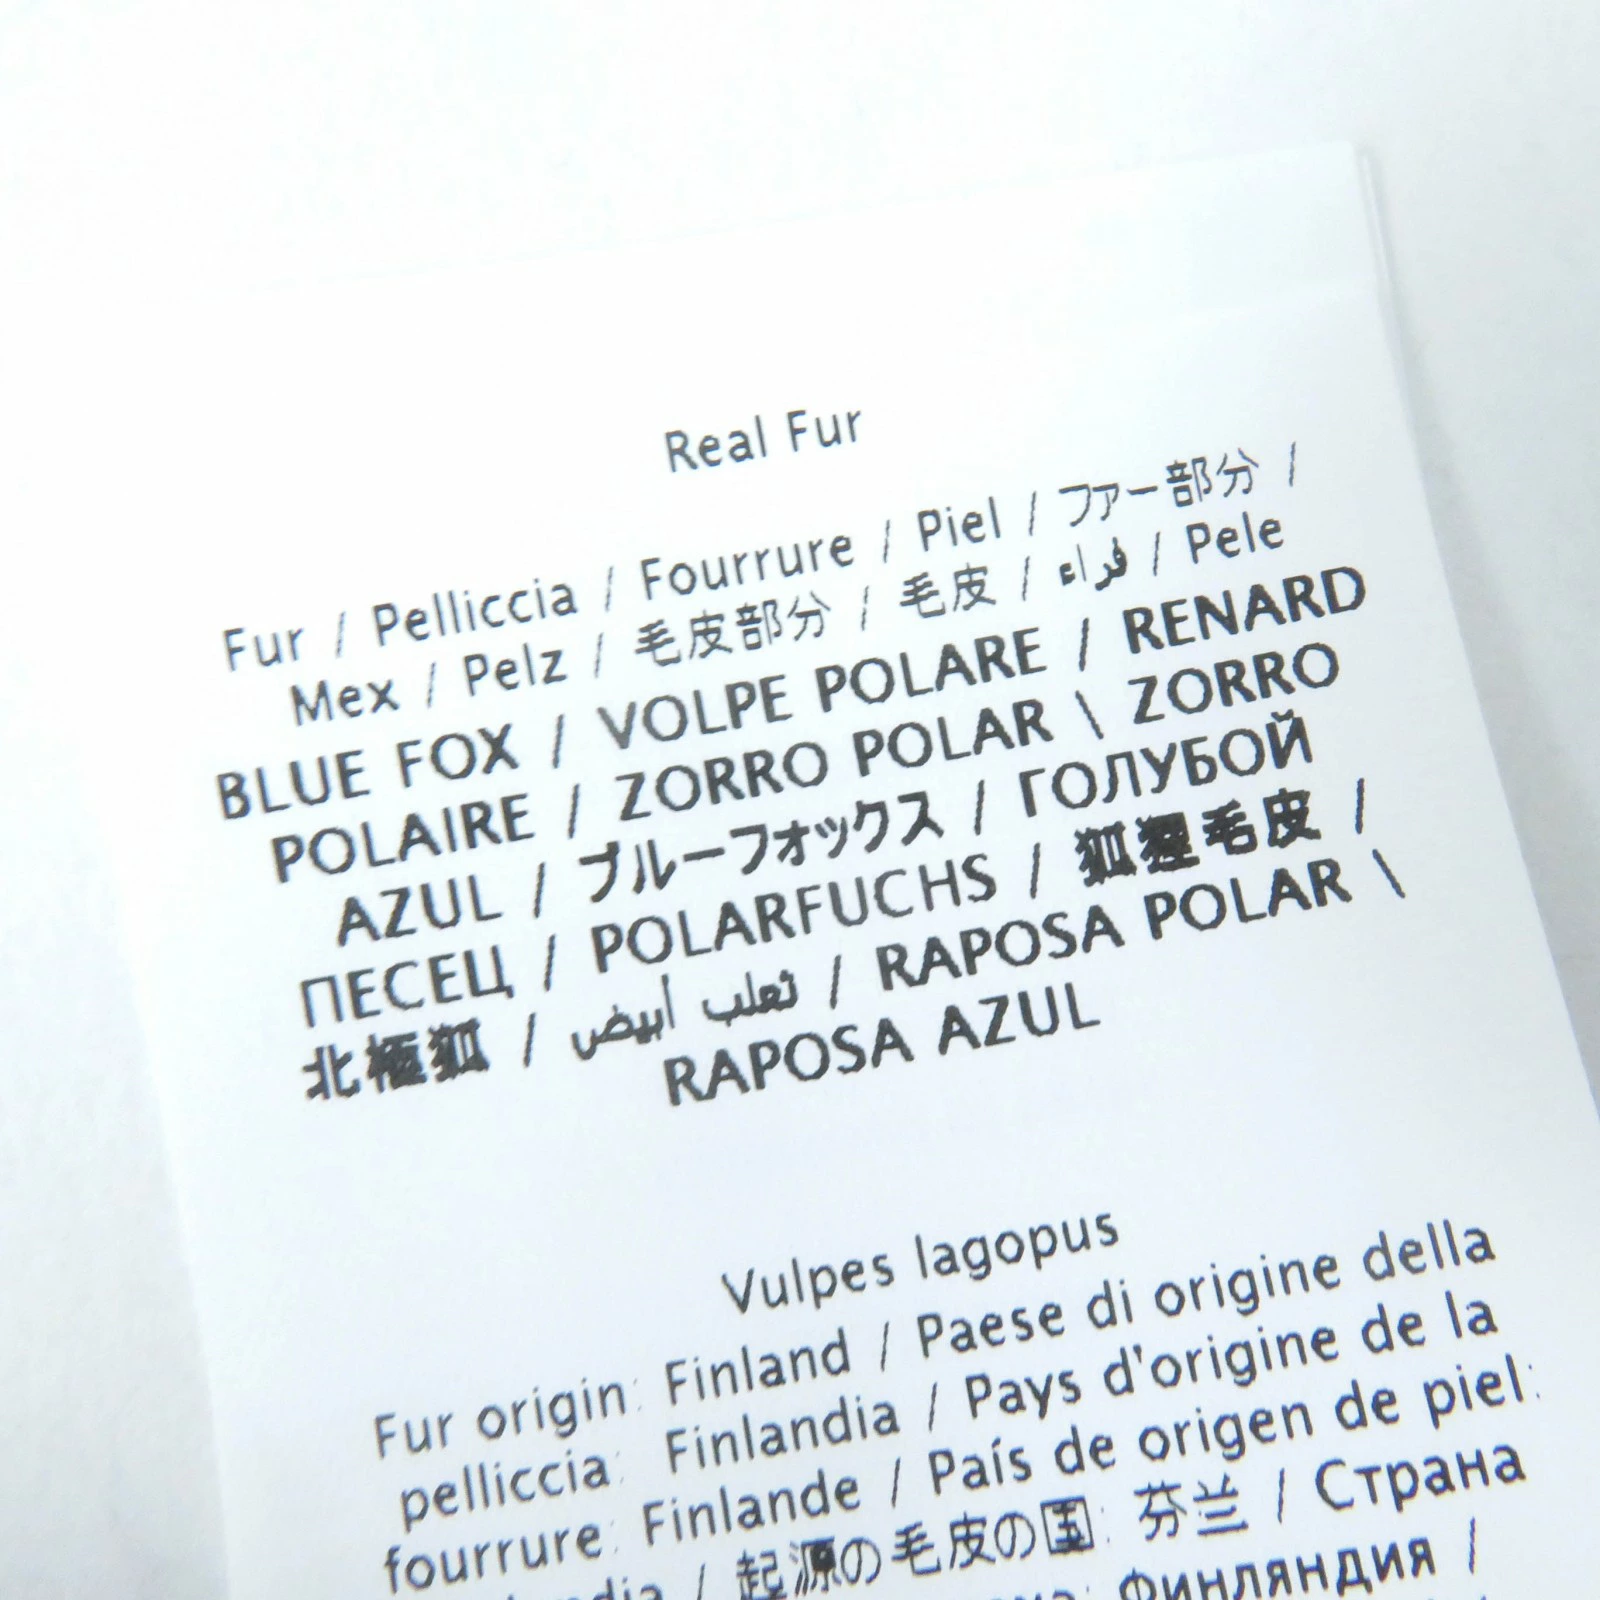 Real Fur
Fur / Pelliccia / Fourrure / Piel / ファー部分 /
Mex / Pelz / 毛皮部分 / 毛皮 / فراء / Pele
BLUE FOX / VOLPE POLARE / RENARD
POLAIRE / ZORRO POLAR \ ZORRO
AZUL / ブルーフォックス / ГОЛУБОЙ
ПЕСЕЦ / POLARFUCHS / 狐狸毛皮 /
北極狐 / ثعلب أبيض / RAPOSA POLAR \
RAPOSA AZUL
Vulpes lagopus
Fur origin: Finland / Paese di origine della
pelliccia: Finlandia / Pays d'origine de la
fourrure: Finlande / País de origen de piel:
/ 起源の毛皮の国: 芬兰 / Страна
Финляндия /